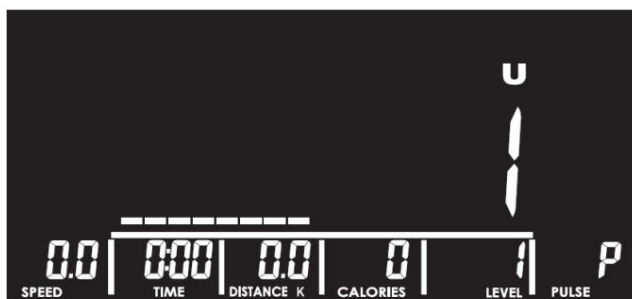 U
1
0.0 0:00 0.0 0 1 P
SPEED TIME DISTANCE K CALORIES LEVEL PULSE